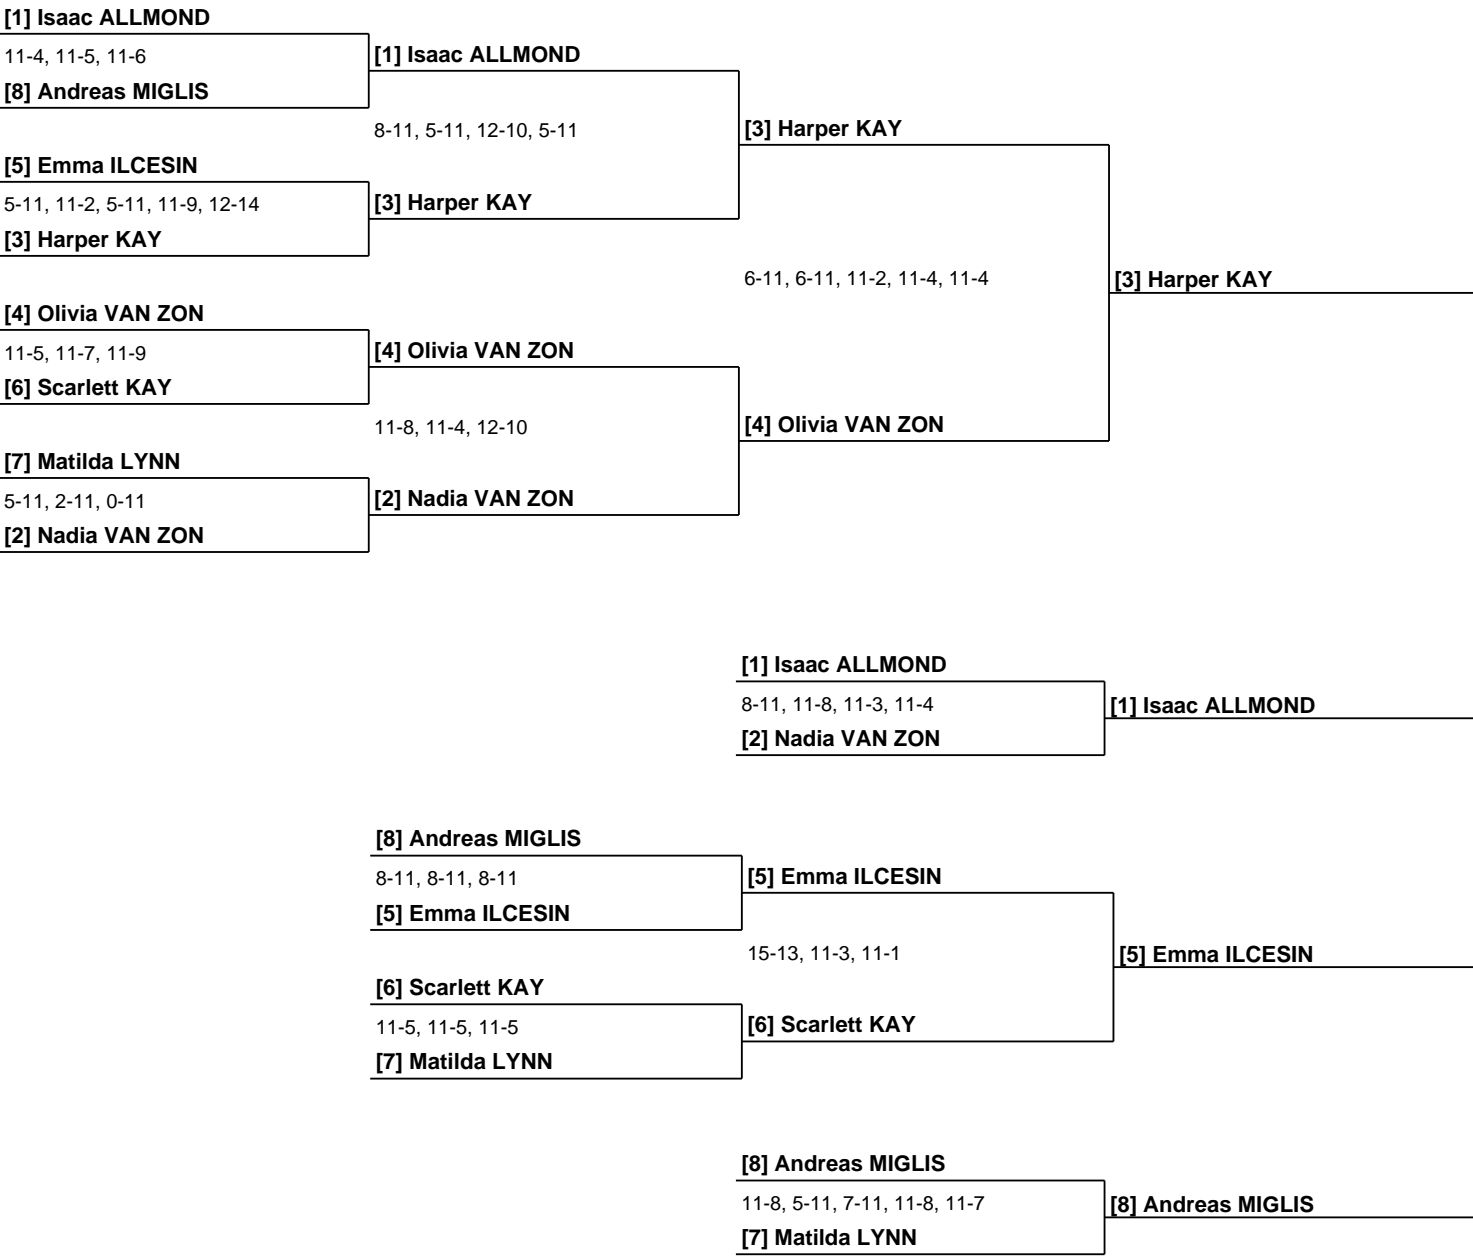 [1] Isaac ALLMOND
11-4, 11-5, 11-6
[1] Isaac ALLMOND
[8] Andreas MIGLIS
8-11, 5-11, 12-10, 5-11
[3] Harper KAY
[5] Emma ILCESIN
5-11, 11-2, 5-11, 11-9, 12-14
[3] Harper KAY
[3] Harper KAY
6-11, 6-11, 11-2, 11-4, 11-4
[3] Harper KAY
[4] Olivia VAN ZON
11-5, 11-7, 11-9
[4] Olivia VAN ZON
[6] Scarlett KAY
11-8, 11-4, 12-10
[4] Olivia VAN ZON
[7] Matilda LYNN
5-11, 2-11, 0-11
[2] Nadia VAN ZON
[2] Nadia VAN ZON
[1] Isaac ALLMOND
8-11, 11-8, 11-3, 11-4
[1] Isaac ALLMOND
[2] Nadia VAN ZON
[8] Andreas MIGLIS
8-11, 8-11, 8-11
[5] Emma ILCESIN
[5] Emma ILCESIN
15-13, 11-3, 11-1
[5] Emma ILCESIN
[6] Scarlett KAY
11-5, 11-5, 11-5
[6] Scarlett KAY
[7] Matilda LYNN
[8] Andreas MIGLIS
11-8, 5-11, 7-11, 11-8, 11-7
[8] Andreas MIGLIS
[7] Matilda LYNN